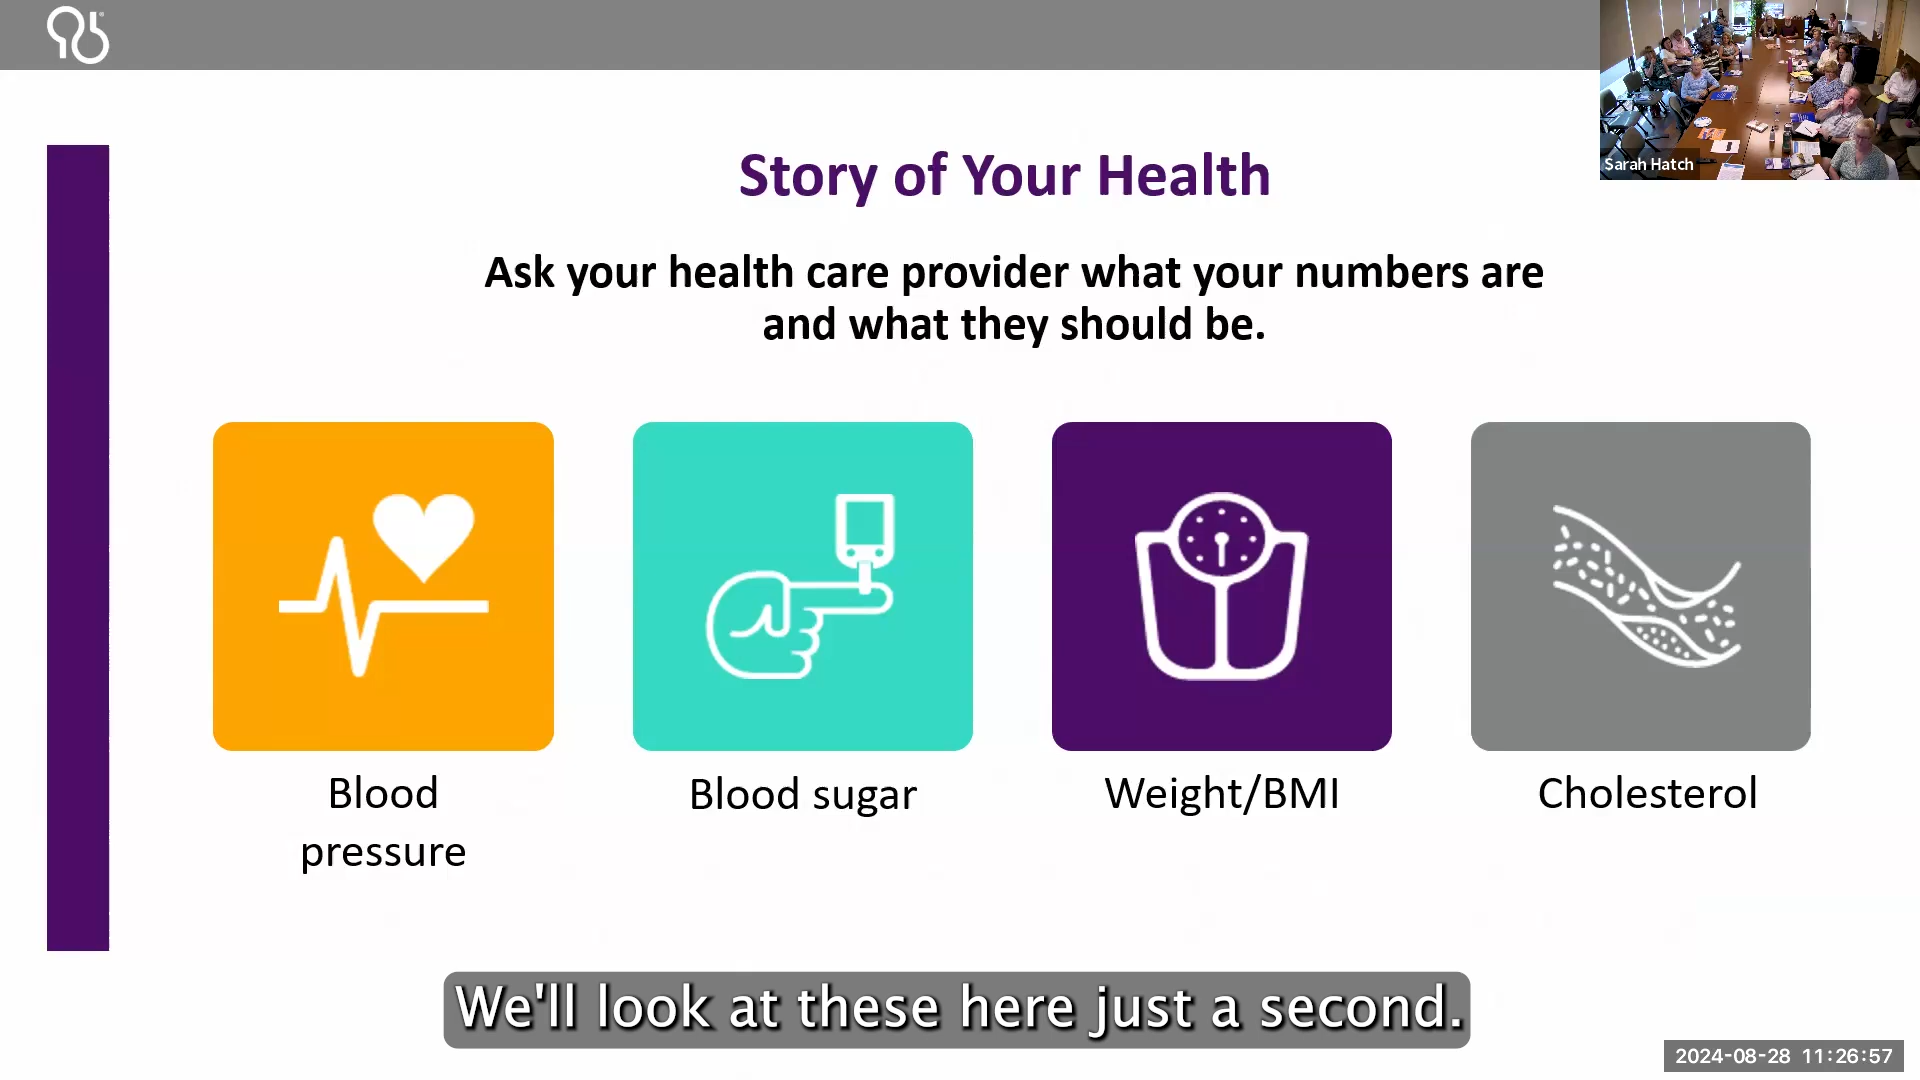 Sarah Hatch
Story of Your Health
Ask your health care provider what your numbers are
and what they should be.
Blood
pressure
Blood sugar
Weight/BMI
Cholesterol
We'll look at these here just a second.
2024-08-28 11:26:57